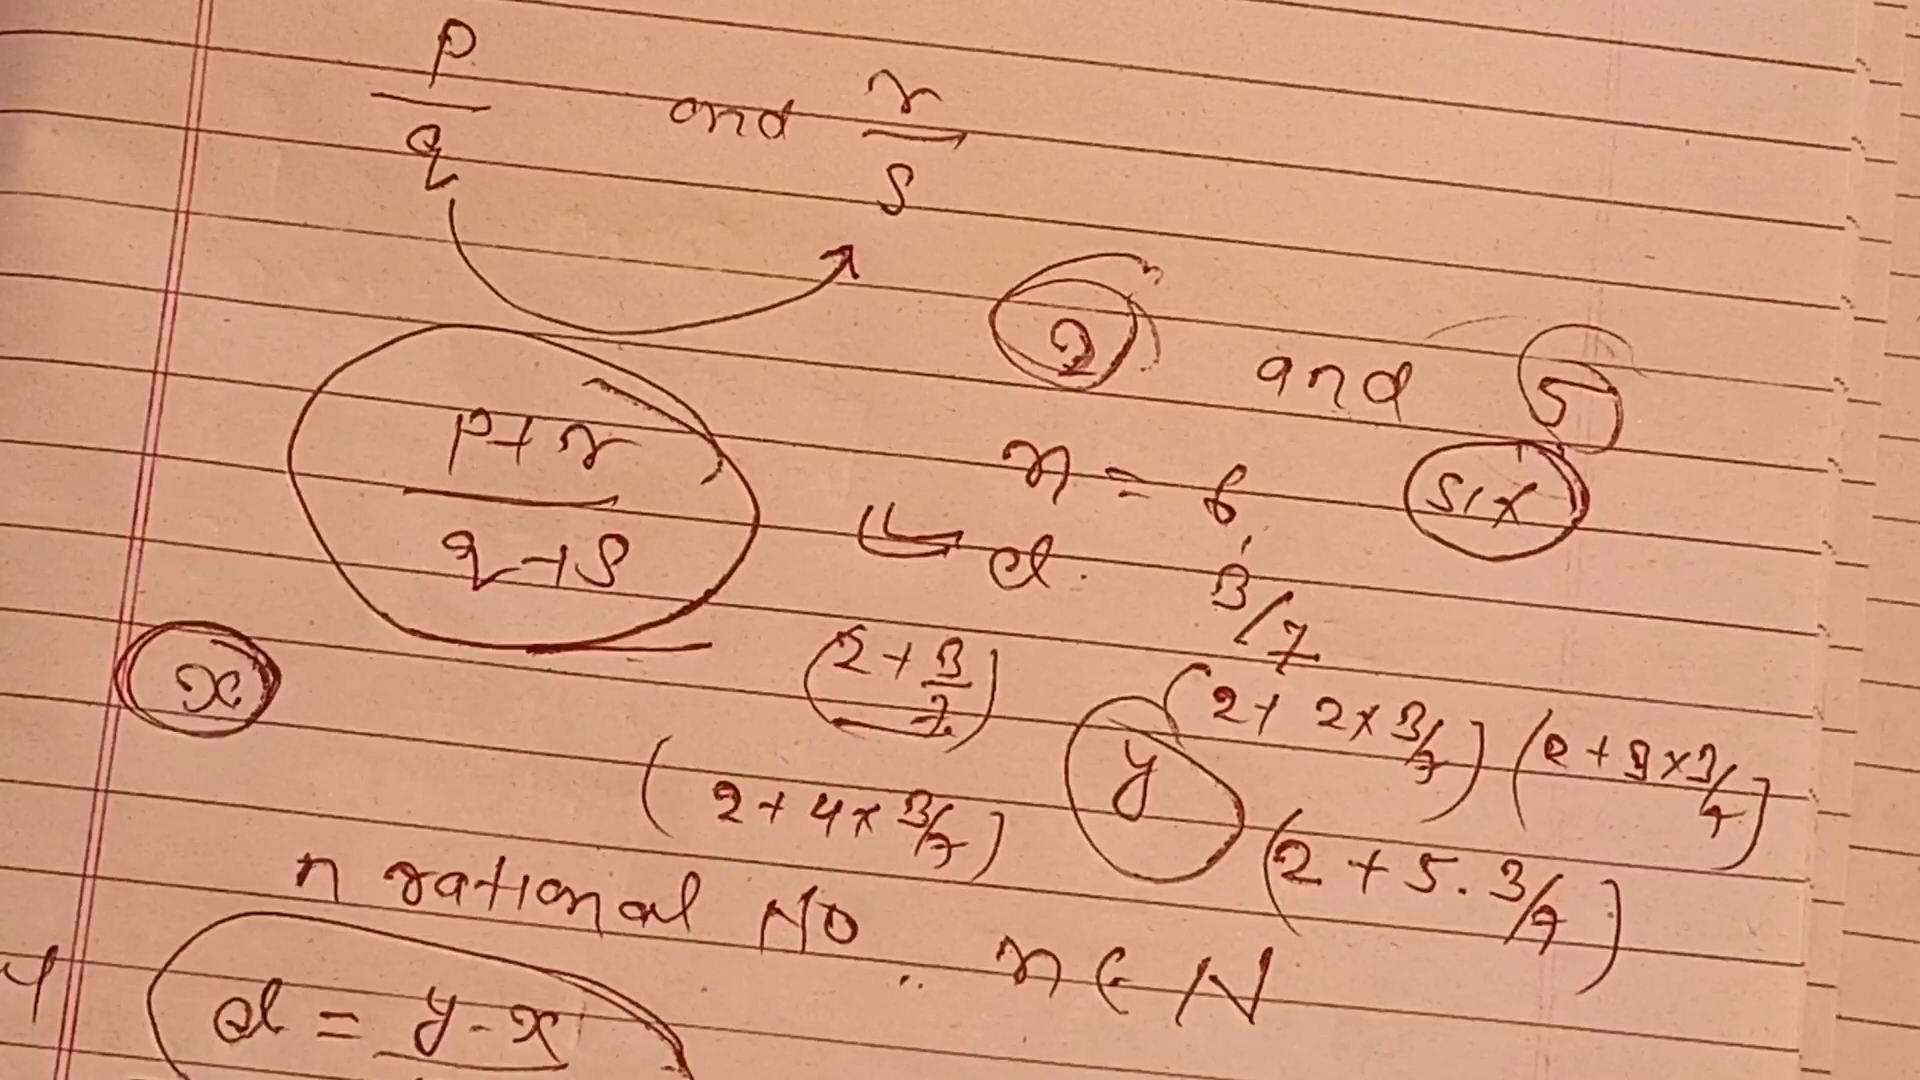 p/q and r/s
2 and 5
p+r/q+s
n = 6 six
d 3/7
x (2 + 3/7) y (2 + 2 × 3/7) (2 + 3 × 3/7)
(2 + 4 × 3/7) (2 + 5 . 3/7)
n rational NO .. n ∈ N
d = y - x